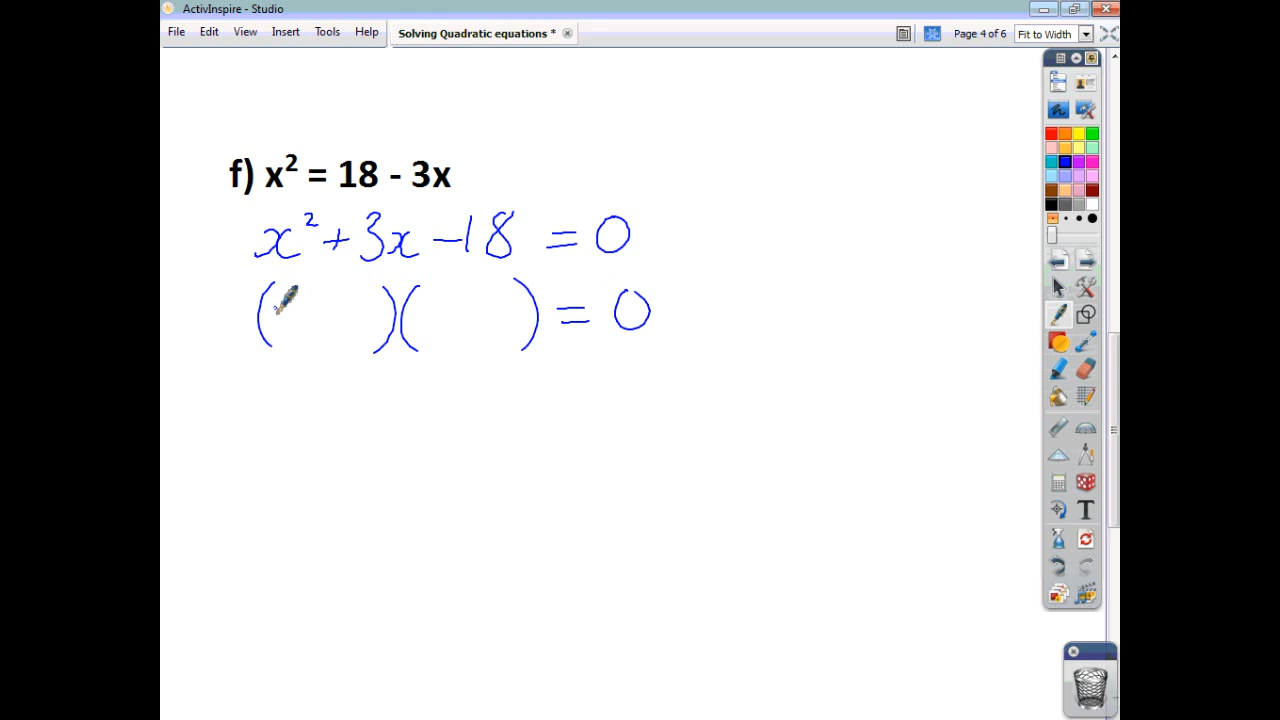 ActivInspire - Studio
File Edit View Insert Tools Help
Solving Quadratic equations *
Page 4 of 6
Fit to Width
f) x² = 18 - 3x
x² + 3x - 18 = 0
( )( ) = 0